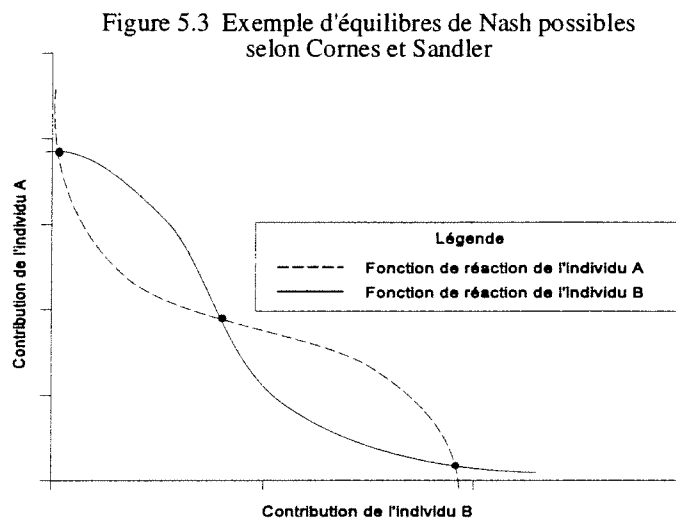 Figure 5.3 Exemple d'équilibres de Nash possibles
selon Cornes et Sandler
Contribution de l'individu A
Légende
Fonction de réaction de l'individu A
Fonction de réaction de l'individu B
Contribution de l'individu B